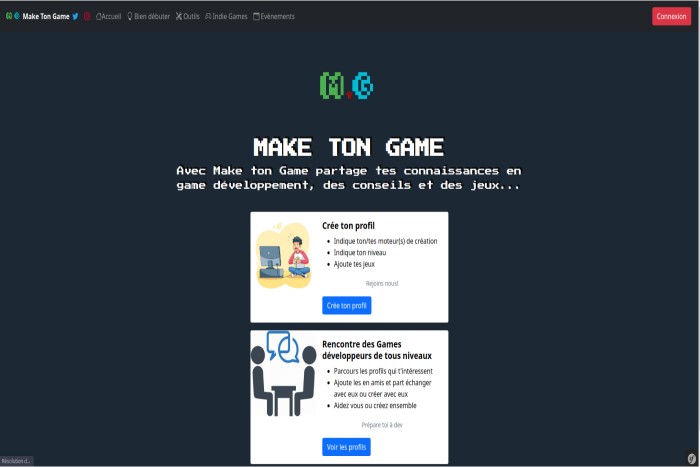 Make Ton Game Accueil Bien débuter Outils Indie Games Evénements Connexion
M.G
MAKE TON GAME
Avec Make ton Game partage tes connaissances en
game développement, des conseils et des jeux...
Crée ton profil
Indique ton/tes moteur(s) de création
Indique ton niveau
Ajoute tes jeux
Rejoins nous!
Crée ton profil
Rencontre des Games
développeurs de tous niveaux
Parcours les profils qui t'intéressent
Ajoute les en amis et part échanger
avec eux ou créer avec eux
Aidez vous ou créez ensemble
Prépare toi à dev
Voir les profils
Résolution d...